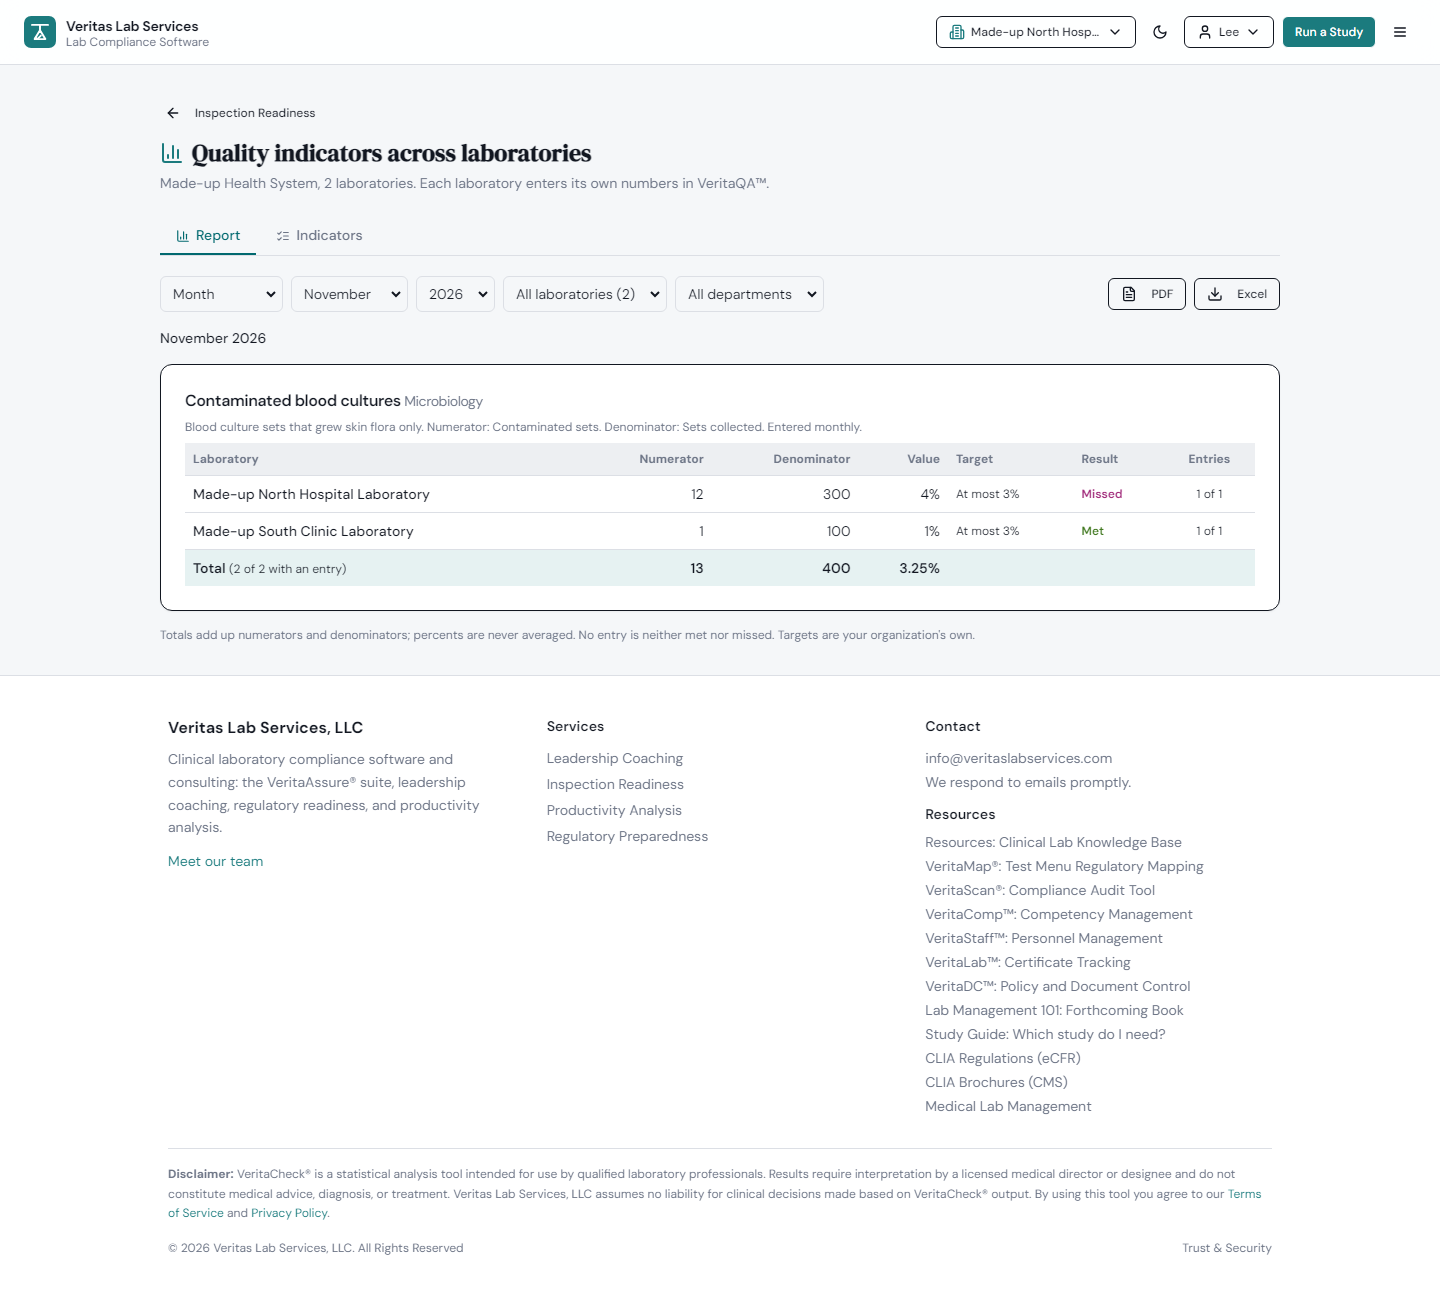 Veritas Lab Services
Lab Compliance Software
Made-up North Hosp...
Lee
Run a Study
Inspection Readiness
Quality indicators across laboratories
Made-up Health System, 2 laboratories. Each laboratory enters its own numbers in VeritaQA™.
Report
Indicators
Month
November
2026
All laboratories (2)
All departments
PDF
Excel
November 2026
Contaminated blood cultures Microbiology
Blood culture sets that grew skin flora only. Numerator: Contaminated sets. Denominator: Sets collected. Entered monthly.
Laboratory Numerator Denominator Value Target Result Entries
Made-up North Hospital Laboratory 12 300 4% At most 3% Missed 1 of 1
Made-up South Clinic Laboratory 1 100 1% At most 3% Met 1 of 1
Total (2 of 2 with an entry) 13 400 3.25%
Totals add up numerators and denominators; percents are never averaged. No entry is neither met nor missed. Targets are your organization's own.
Veritas Lab Services, LLC
Clinical laboratory compliance software and
consulting: the VeritaAssure® suite, leadership
coaching, regulatory readiness, and productivity
analysis.
Meet our team
Services
Leadership Coaching
Inspection Readiness
Productivity Analysis
Regulatory Preparedness
Contact
info@veritaslabservices.com
We respond to emails promptly.
Resources
Resources: Clinical Lab Knowledge Base
VeritaMap®: Test Menu Regulatory Mapping
VeritaScan®: Compliance Audit Tool
VeritaComp™: Competency Management
VeritaStaff™: Personnel Management
VeritaLab™: Certificate Tracking
VeritaDC™: Policy and Document Control
Lab Management 101: Forthcoming Book
Study Guide: Which study do I need?
CLIA Regulations (eCFR)
CLIA Brochures (CMS)
Medical Lab Management
Disclaimer: VeritaCheck® is a statistical analysis tool intended for use by qualified laboratory professionals. Results require interpretation by a licensed medical director or designee and do not
constitute medical advice, diagnosis, or treatment. Veritas Lab Services, LLC assumes no liability for clinical decisions made based on VeritaCheck® output. By using this tool you agree to our Terms
of Service and Privacy Policy.
© 2026 Veritas Lab Services, LLC. All Rights Reserved
Trust & Security